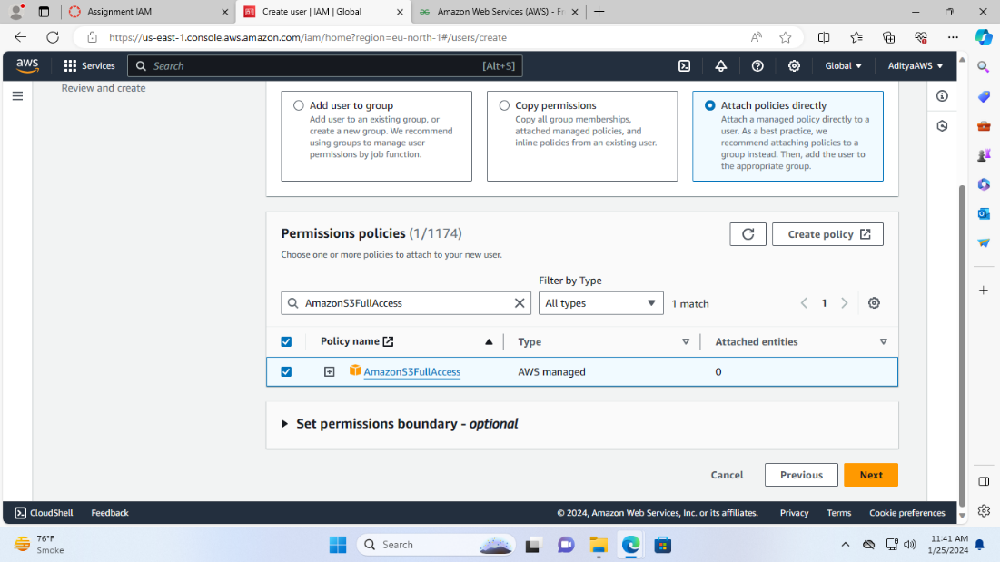 Assignment IAM
Create user | IAM | Global
Amazon Web Services (AWS) - Fr
https://us-east-1.console.aws.amazon.com/iam/home?region=eu-north-1#/users/create
aws
Services
Search
[Alt+S]
Global
AdityaAWS
Review and create
Add user to group
Add user to an existing group, or
create a new group. We recommend
using groups to manage user
permissions by job function.
Copy permissions
Copy all group memberships,
attached managed policies, and
inline policies from an existing user.
Attach policies directly
Attach a managed policy directly to a
user. As a best practice, we
recommend attaching policies to a
group instead. Then, add the user to
the appropriate group.
Permissions policies (1/1174)
Create policy
Choose one or more policies to attach to your new user.
Filter by Type
AmazonS3FullAccess
All types
1 match
1
Policy name
Type
Attached entities
AmazonS3FullAccess
AWS managed
0
Set permissions boundary - optional
Cancel
Previous
Next
CloudShell
Feedback
© 2024, Amazon Web Services, Inc. or its affiliates.
Privacy
Terms
Cookie preferences
76°F
Smoke
Search
11:41 AM
1/25/2024